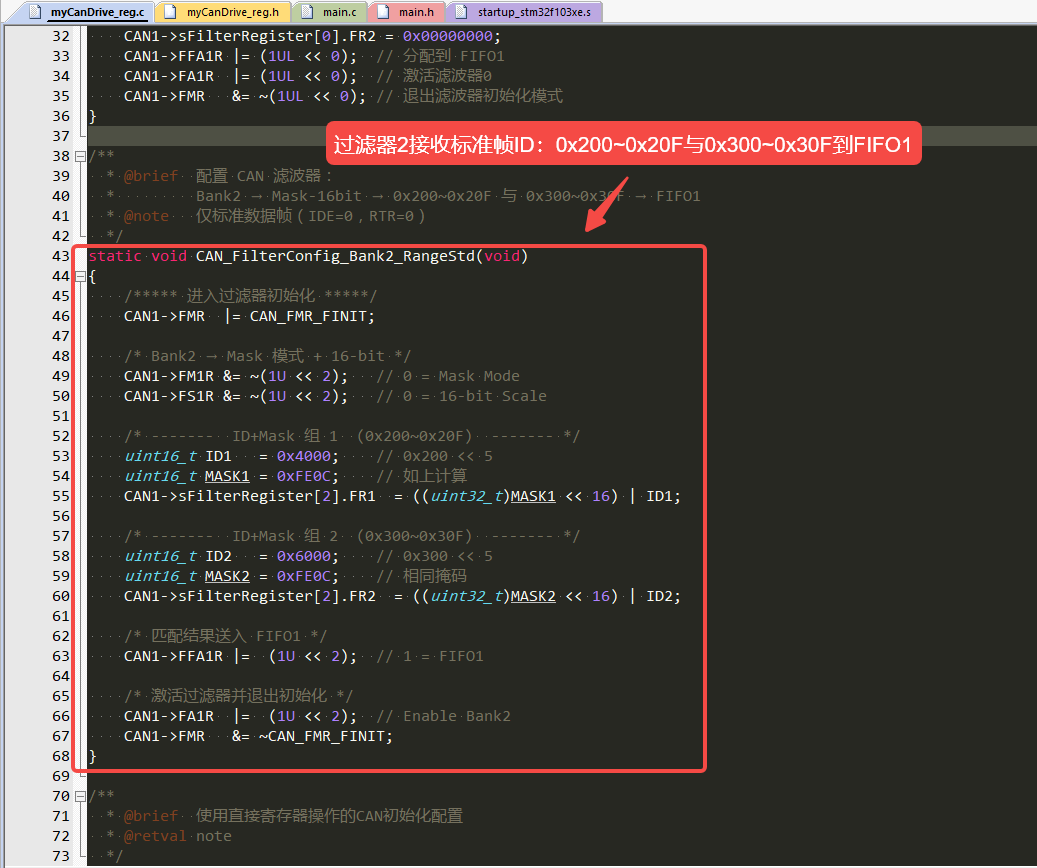 myCanDrive_reg.c myCanDrive_reg.h main.c main.h startup_stm32f103xe.s
32 CAN1->sFilterRegister[0].FR2 = 0x00000000;
33 CAN1->FFA1R |= (1UL << 0); // 分配到 FIFO1
34 CAN1->FA1R |= (1UL << 0); // 激活滤波器0
35 CAN1->FMR &= ~(1UL << 0); // 退出滤波器初始化模式
36 }
37
过滤器2接收标准帧ID：0x200~0x20F与0x300~0x30F到FIFO1
38 /**
39 * @brief 配置 CAN 滤波器：
40 * Bank2 → Mask-16bit → 0x200~0x20F 与 0x300~0x30F → FIFO1
41 * @note 仅标准数据帧（IDE=0，RTR=0）
42 */
43 static void CAN_FilterConfig_Bank2_RangeStd(void)
44 {
45 /***** 进入过滤器初始化 *****/
46 CAN1->FMR |= CAN_FMR_FINIT;
47
48 /* Bank2 → Mask 模式 + 16-bit */
49 CAN1->FM1R &= ~(1U << 2); // 0 = Mask Mode
50 CAN1->FS1R &= ~(1U << 2); // 0 = 16-bit Scale
51
52 /* ------- ID+Mask 组 1 (0x200~0x20F) ------- */
53 uint16_t ID1 = 0x4000; // 0x200 << 5
54 uint16_t MASK1 = 0xFE0C; // 如上计算
55 CAN1->sFilterRegister[2].FR1 = ((uint32_t)MASK1 << 16) | ID1;
56
57 /* ------- ID+Mask 组 2 (0x300~0x30F) ------- */
58 uint16_t ID2 = 0x6000; // 0x300 << 5
59 uint16_t MASK2 = 0xFE0C; // 相同掩码
60 CAN1->sFilterRegister[2].FR2 = ((uint32_t)MASK2 << 16) | ID2;
61
62 /* 匹配结果送入 FIFO1 */
63 CAN1->FFA1R |= (1U << 2); // 1 = FIFO1
64
65 /* 激活过滤器并退出初始化 */
66 CAN1->FA1R |= (1U << 2); // Enable Bank2
67 CAN1->FMR &= ~CAN_FMR_FINIT;
68 }
69
70 /**
71 * @brief 使用直接寄存器操作的CAN初始化配置
72 * @retval note
73 */